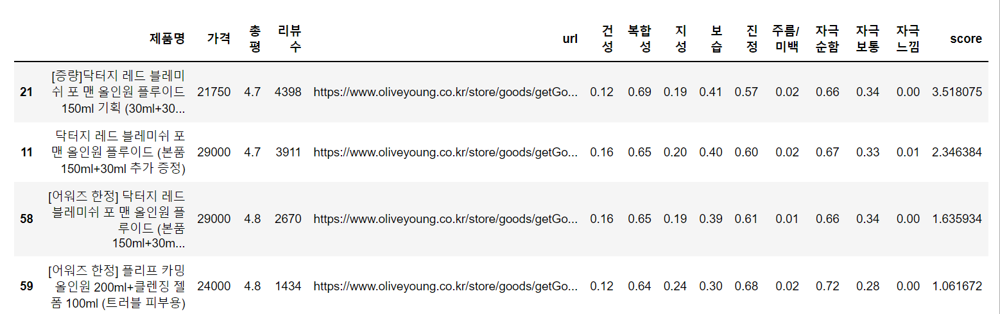 제품명 가격 총평 리뷰수 url 건성 복합성 지성 보습 진정 주름/미백 자극순함 자극보통 자극느낌 score
21 [증량]닥터지 레드 블레미쉬 포 맨 올인원 플루이드 150ml 기획 (30ml+30... 21750 4.7 4398 https://www.oliveyoung.co.kr/store/goods/getGo... 0.12 0.69 0.19 0.41 0.57 0.02 0.66 0.34 0.00 3.518075
11 닥터지 레드 블레미쉬 포 맨 올인원 플루이드 (본품 150ml+30ml 추가 증정) 29000 4.7 3911 https://www.oliveyoung.co.kr/store/goods/getGo... 0.16 0.65 0.20 0.40 0.60 0.02 0.67 0.33 0.01 2.346384
58 [어워즈 한정] 닥터지 레드 블레미쉬 포 맨 올인원 플루이드 (본품 150ml+30m... 29000 4.8 2670 https://www.oliveyoung.co.kr/store/goods/getGo... 0.16 0.65 0.19 0.39 0.61 0.01 0.66 0.34 0.00 1.635934
59 [어워즈 한정] 플리프 카밍 올인원 200ml+클렌징 젤폼 100ml (트러블 피부용) 24000 4.8 1434 https://www.oliveyoung.co.kr/store/goods/getGo... 0.12 0.64 0.24 0.30 0.68 0.02 0.72 0.28 0.00 1.061672